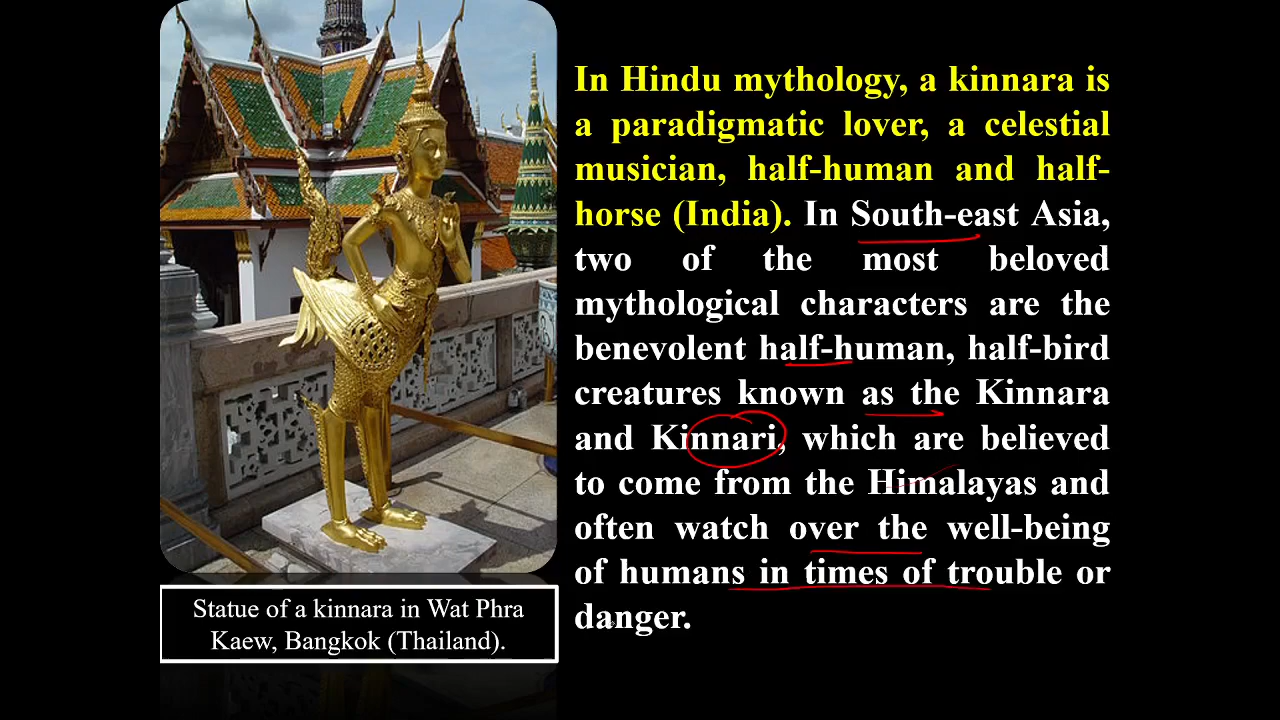 In Hindu mythology, a kinnara is
a paradigmatic lover, a celestial
musician, half-human and half-
horse (India). In South-east Asia,
two of the most beloved
mythological characters are the
benevolent half-human, half-bird
creatures known as the Kinnara
and Kinnari, which are believed
to come from the Himalayas and
often watch over the well-being
of humans in times of trouble or
danger.
Statue of a kinnara in Wat Phra
Kaew, Bangkok (Thailand).